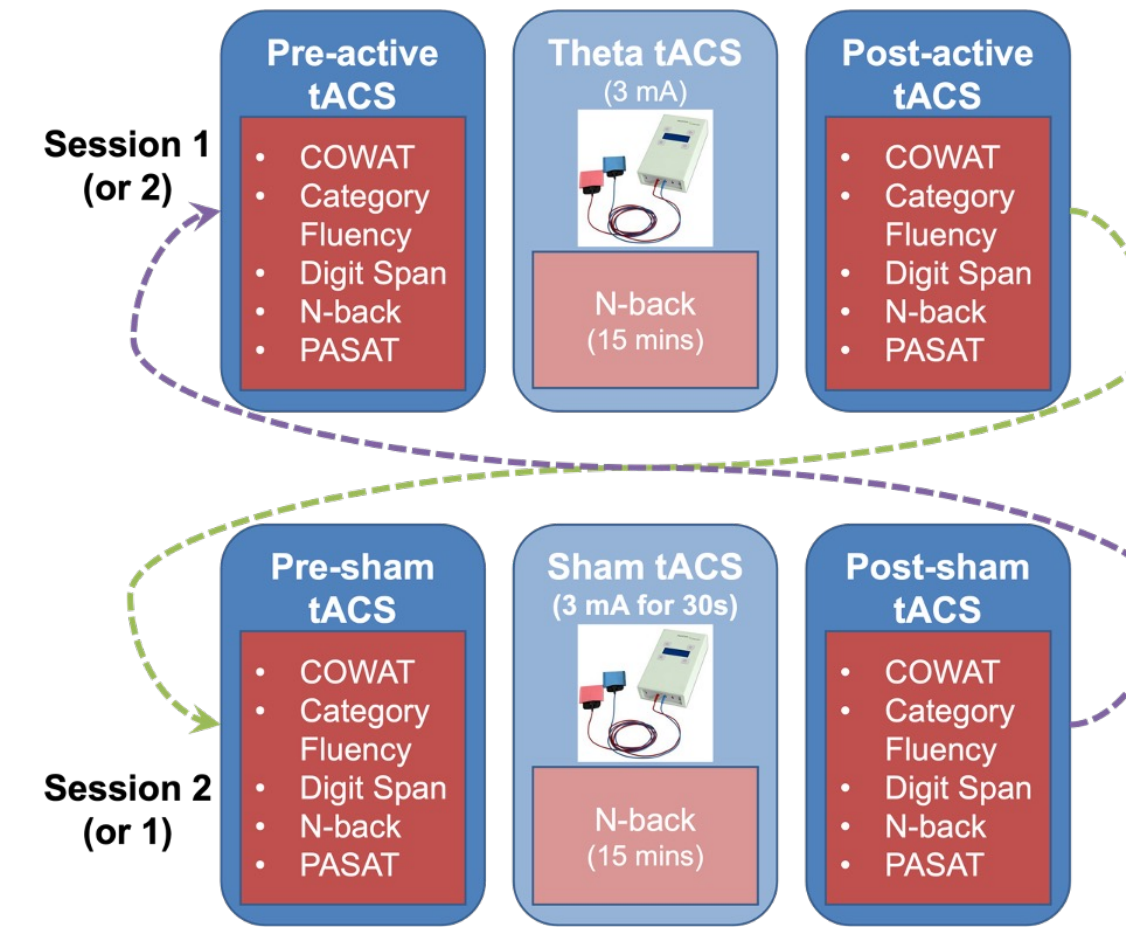 Pre-active
tACS
• COWAT
• Category
Fluency
• Digit Span
• N-back
• PASAT
Theta tACS
(3 mA)
N-back
(15 mins)
Post-active
tACS
• COWAT
• Category
Fluency
• Digit Span
• N-back
• PASAT
Session 1
(or 2)
Pre-sham
tACS
• COWAT
• Category
Fluency
• Digit Span
• N-back
• PASAT
Sham tACS
(3 mA for 30s)
N-back
(15 mins)
Post-sham
tACS
• COWAT
• Category
Fluency
• Digit Span
• N-back
• PASAT
Session 2
(or 1)